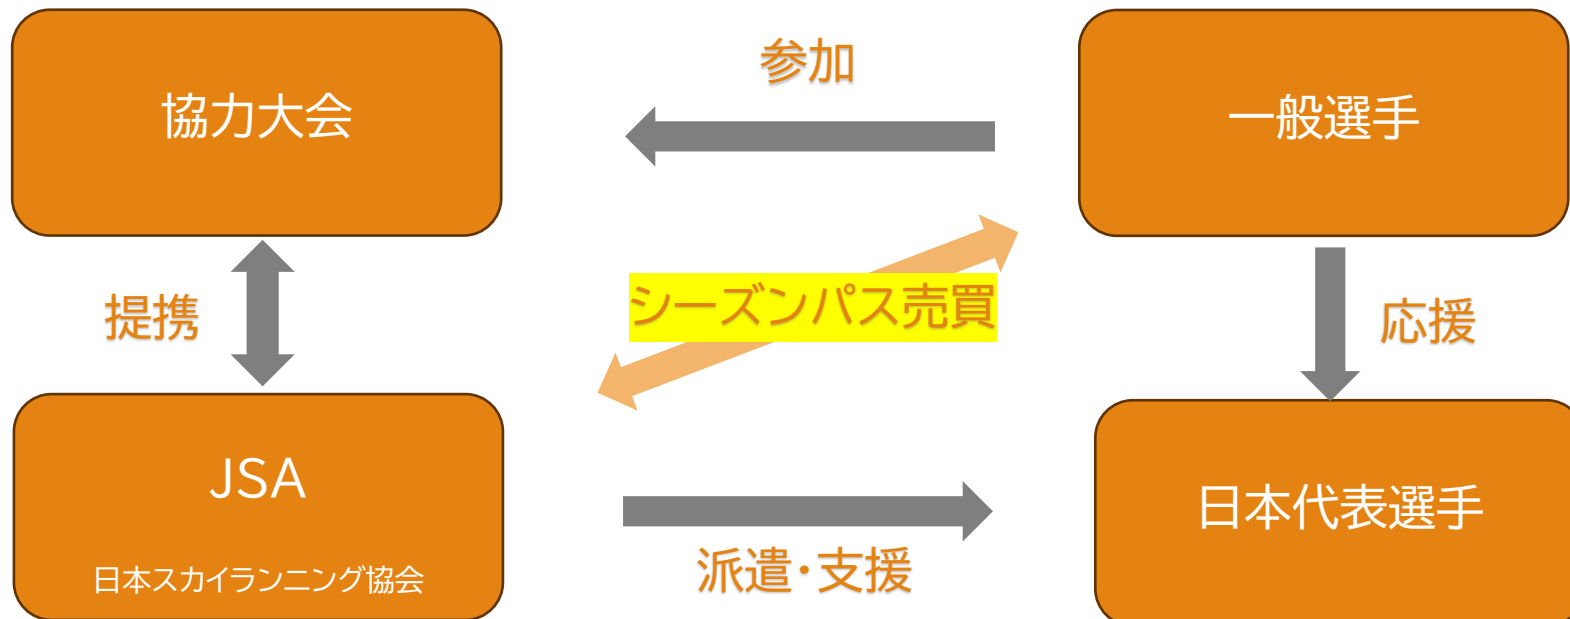 協力大会
参加
一般選手
提携
シーズンパス売買
応援
JSA
日本スカイランニング協会
派遣・支援
日本代表選手